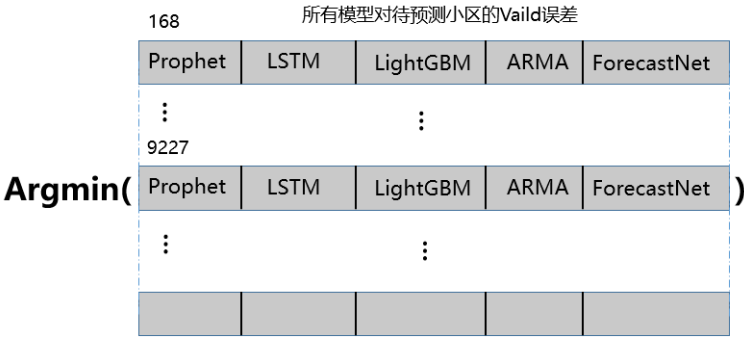 所有模型对待预测小区的Vaild误差
168
Prophet LSTM LightGBM ARMA ForecastNet
⋮ ⋮
9227
Argmin( Prophet LSTM LightGBM ARMA ForecastNet )
⋮ ⋮